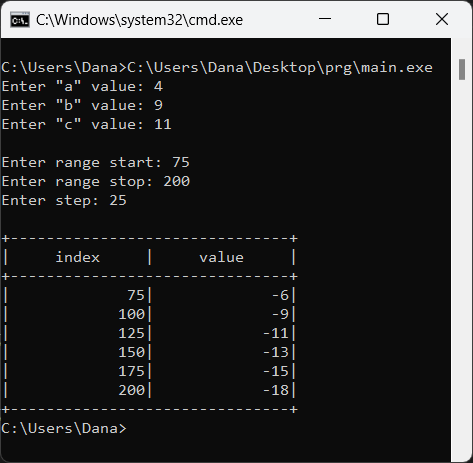 C:\Windows\system32\cmd.exe
C:\Users\Dana>C:\Users\Dana\Desktop\prg\main.exe
Enter "a" value: 4
Enter "b" value: 9
Enter "c" value: 11
Enter range start: 75
Enter range stop: 200
Enter step: 25
+-------------------------------+
|     index     |     value     |
+-------------------------------+
|             75|             -6|
|            100|             -9|
|            125|            -11|
|            150|            -13|
|            175|            -15|
|            200|            -18|
+-------------------------------+
C:\Users\Dana>